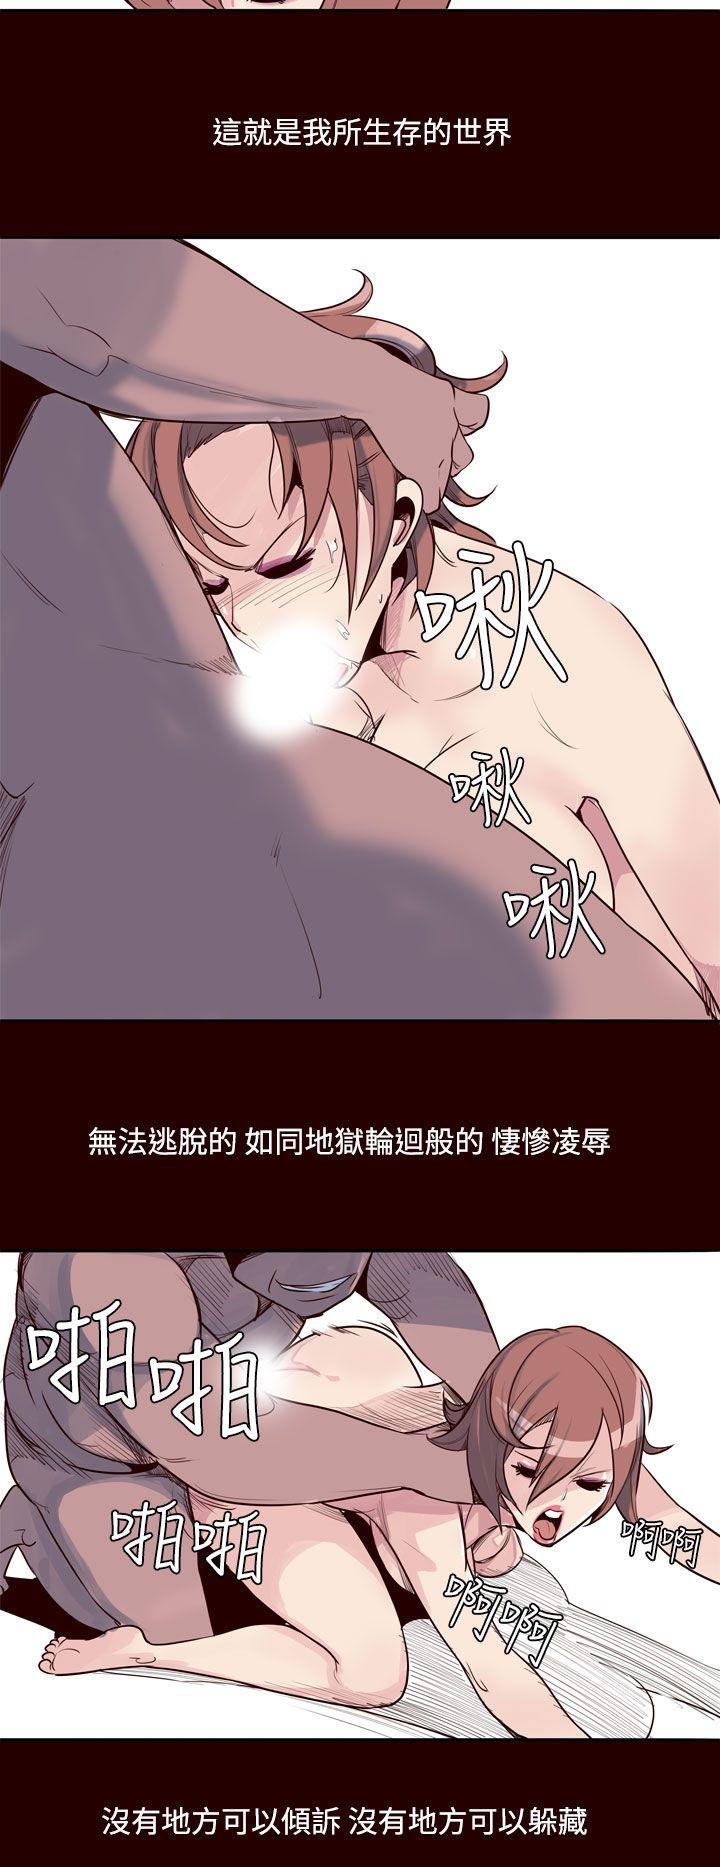 這就是我所生存的世界
啾
啾
啾
無法逃脫的 如同地獄輪迴般的 悽慘凌辱
啪啪
啪啪
啊啊
啊啊
沒有地方可以傾訴 沒有地方可以躲藏